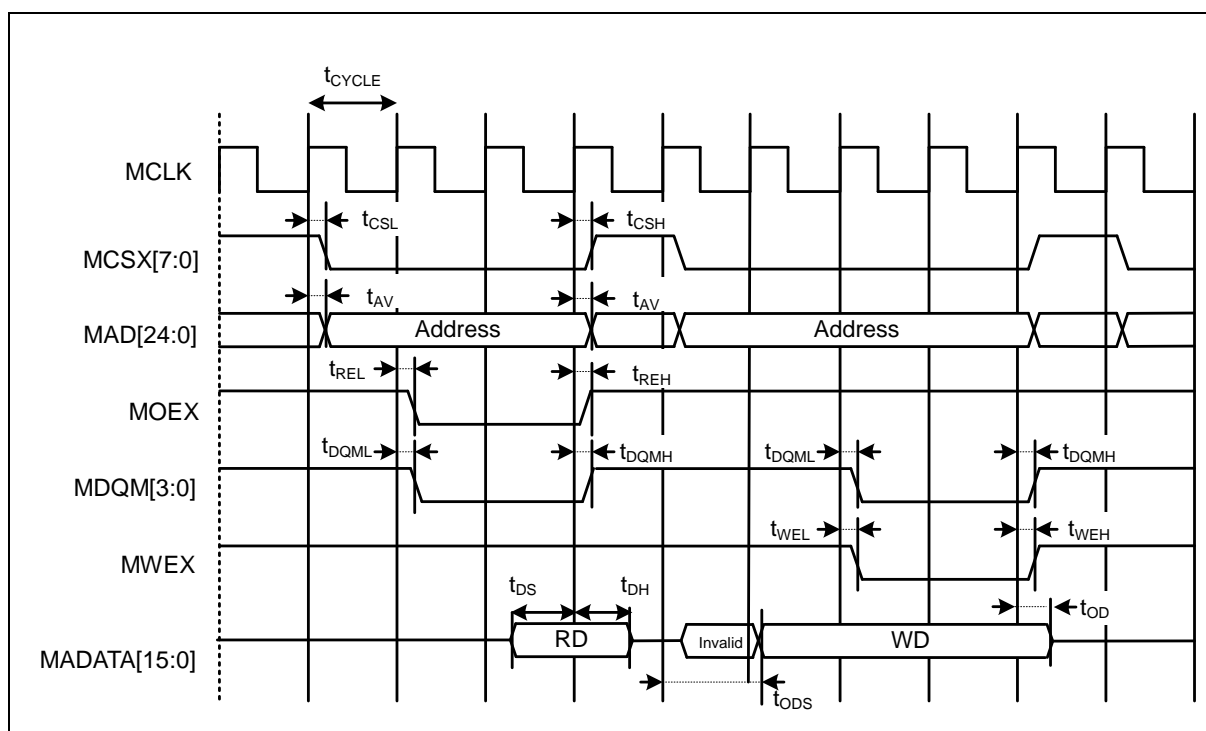 tCYCLE
MCLK
tCSL
tCSH
MCSX[7:0]
tAV
tAV
MAD[24:0]
Address
Address
tREL
tREH
MOEX
tDQML
tDQMH
tDQML
tDQMH
MDQM[3:0]
tWEL
tWEH
MWEX
tDS
tDH
tOD
MADATA[15:0]
RD
Invalid
WD
tODS